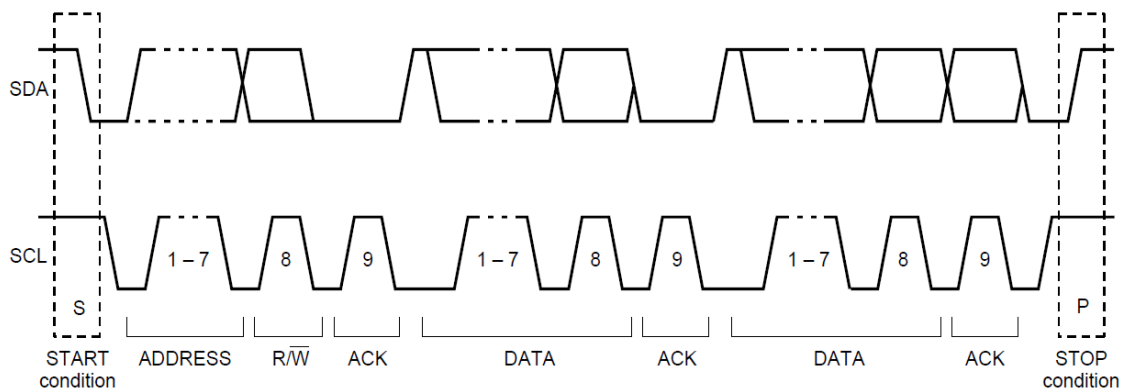 SDA
SCL
1 – 7
8
9
1 – 7
8
9
1 – 7
8
9
S
P
START
condition
ADDRESS
R/W̅
ACK
DATA
ACK
DATA
ACK
STOP
condition